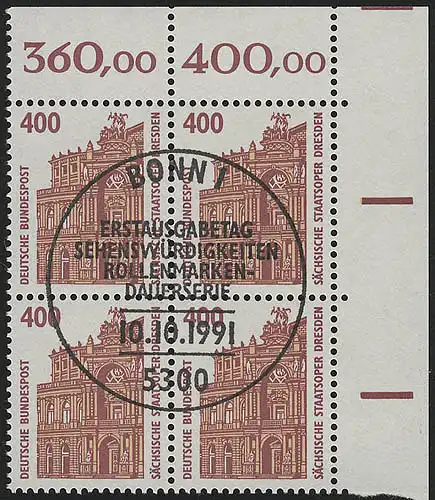 360,00 400,00
400 400
DEUTSCHE BUNDESPOST
SÄCHSISCHE STAATSOPER DRESDEN
DEUTSCHE BUNDESPOST
SÄCHSISCHE STAATSOPER DRESDEN
BONN 1
ERSTAUSGABETAG
SEHENSWÜRDIGKEITEN
ROLLENMARKEN-
DAUERSERIE
10.10.1991
5300
400 400
DEUTSCHE BUNDESPOST
SÄCHSISCHE STAATSOPER DRESDEN
DEUTSCHE BUNDESPOST
SÄCHSISCHE STAATSOPER DRESDEN